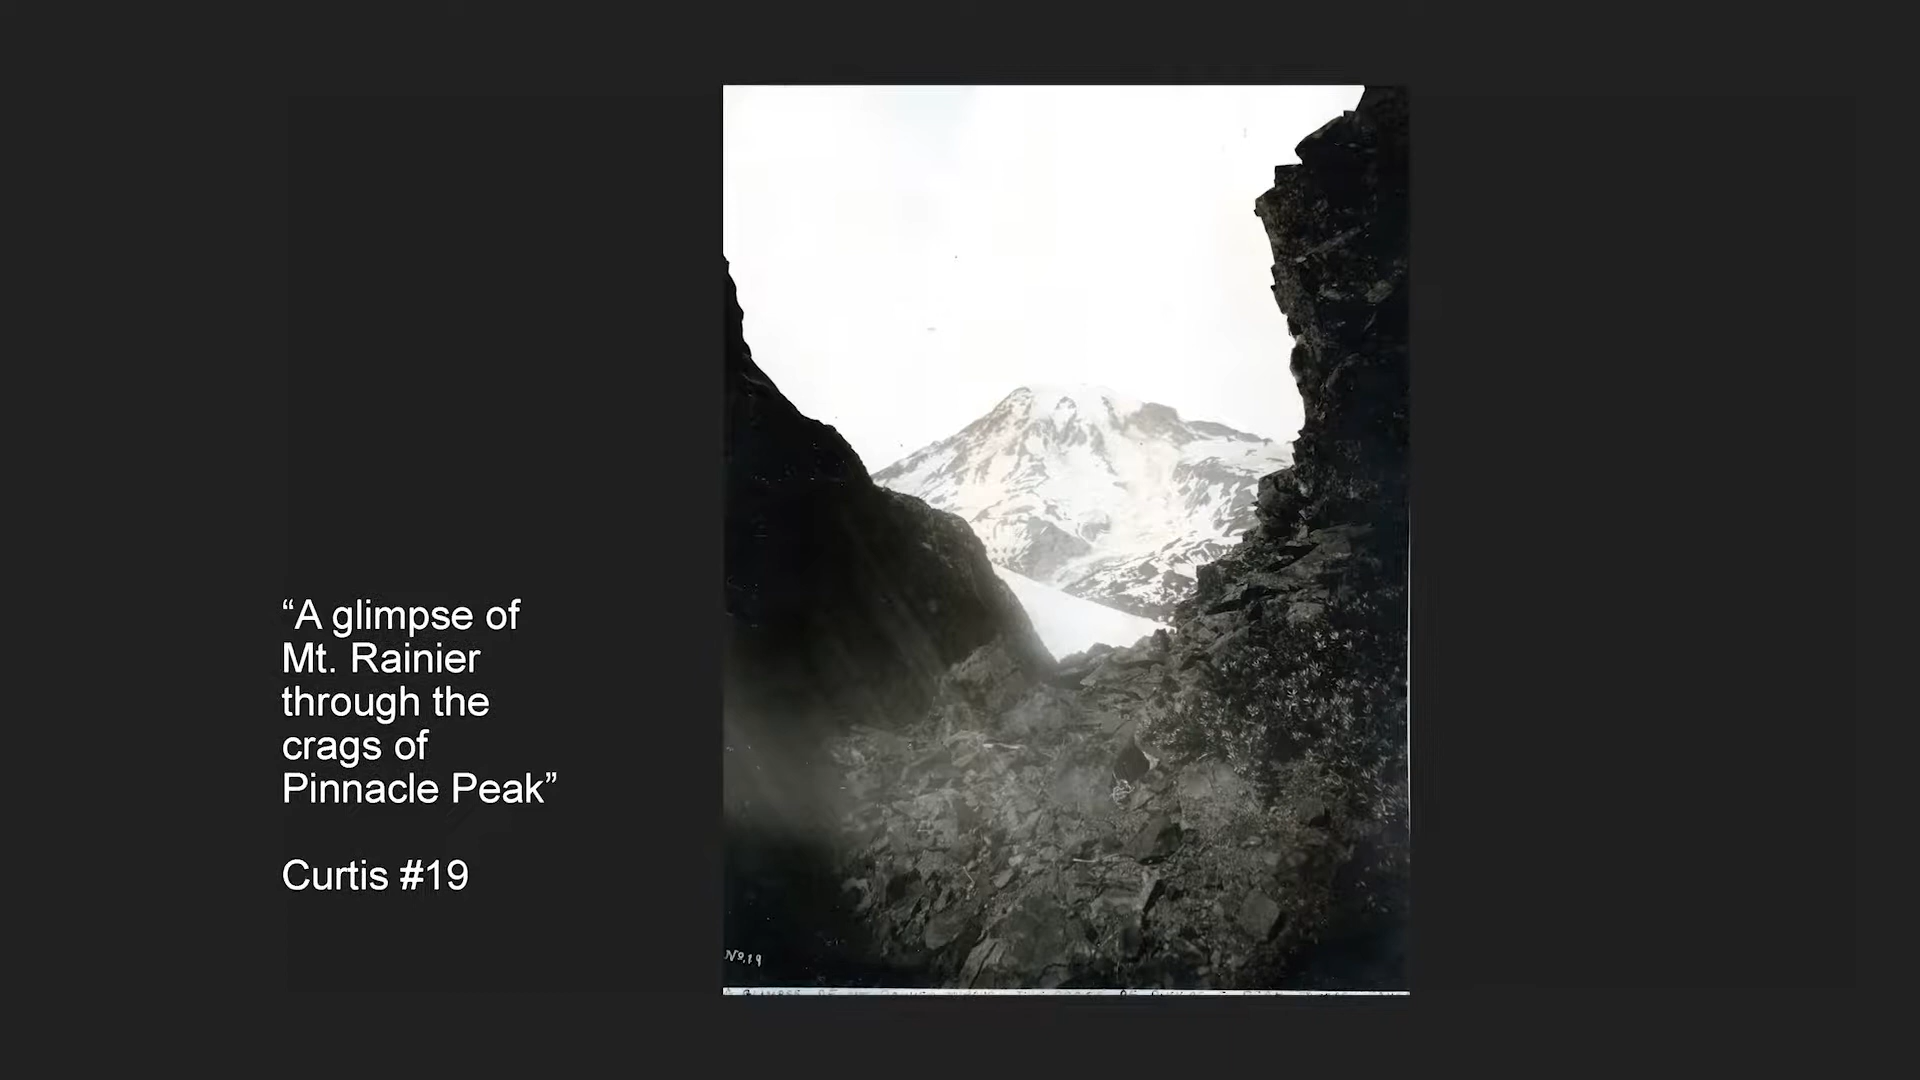 “A glimpse of
Mt. Rainier
through the
crags of
Pinnacle Peak”
Curtis #19
No. 19